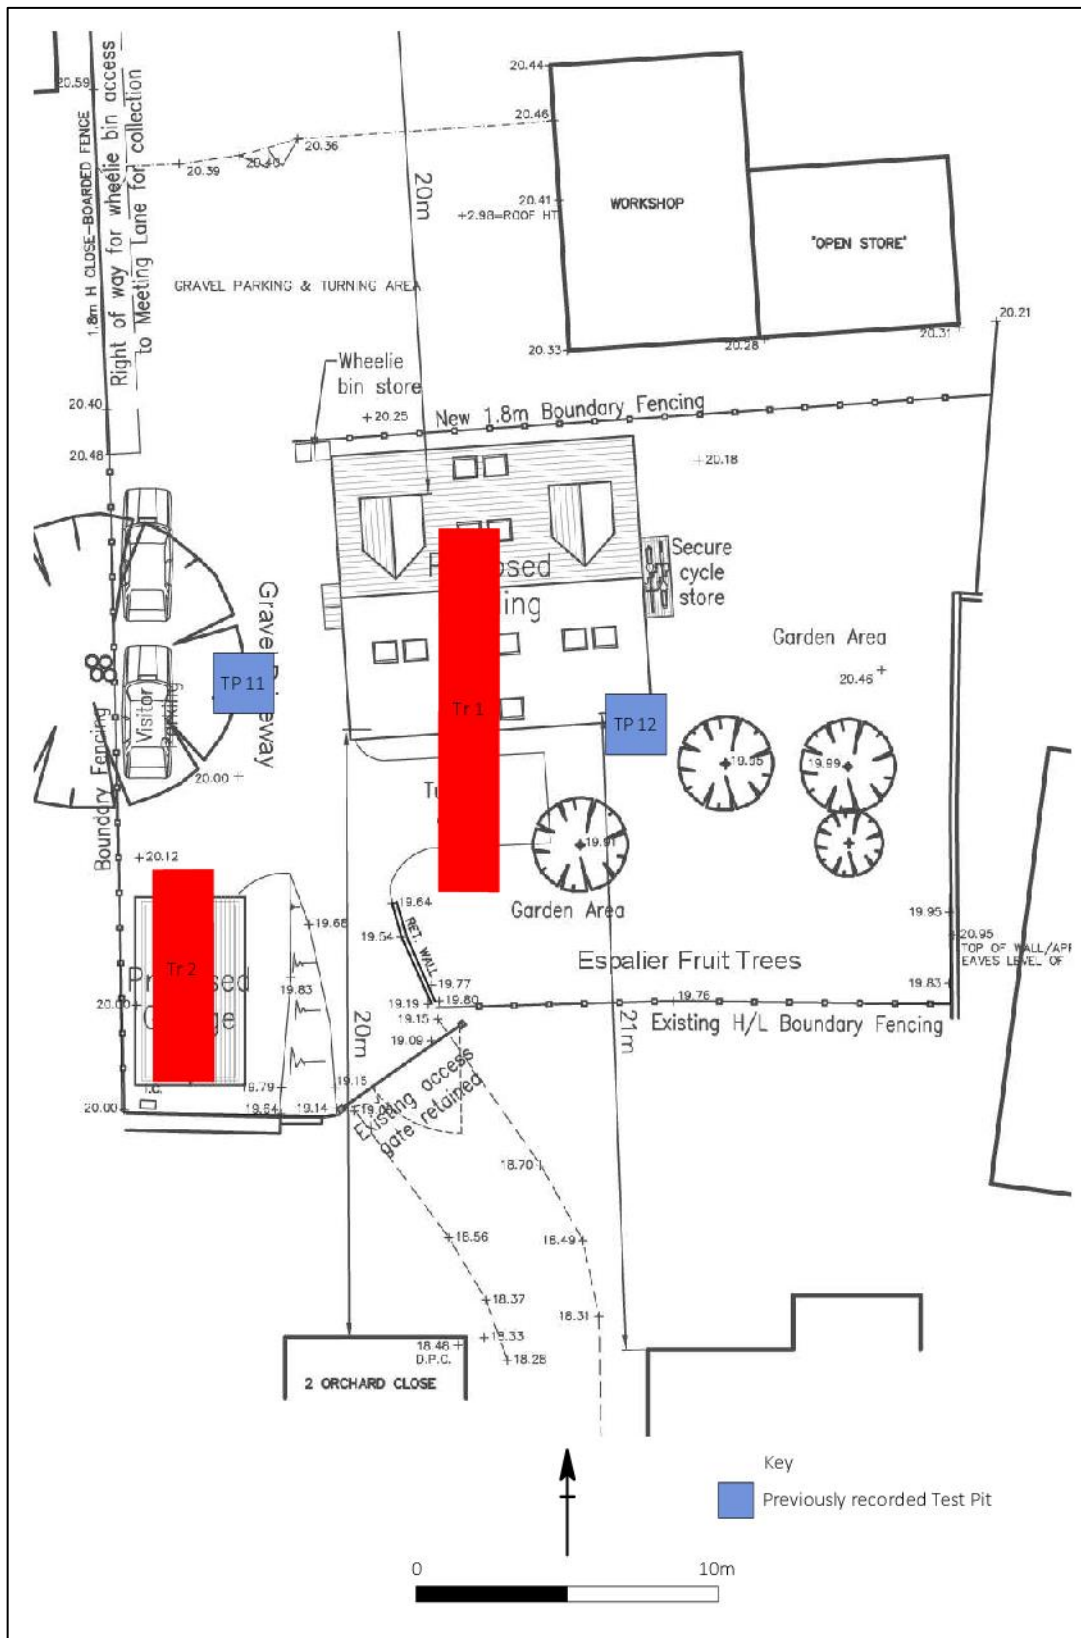 20.59
1.8m H CLOSE-BOARDED FENCE
Right of way for wheelie bin access
to Meeting Lane for collection
20.39
20.40
20.36
20m
20.44
20.46
20.41
+2.98=ROOF HT
WORKSHOP
"OPEN STORE"
GRAVEL PARKING & TURNING AREA
20.33
20.28
20.31
20.21
Wheelie
bin store
20.40
20.25
New 1.8m Boundary Fencing
20.48
20.18
Secure
cycle
store
Garden Area
20.46
Gravel
eway
TP 11
Visitor
Boundary Fencing
Tr 1
TP 12
20.00
19.99
20.12
19.91
Garden Area
19.64
19.54
RET. WALL
19.68
19.95
20.95
TOP OF WALL/
EAVES LEVEL OF
Tr 2
Espalier Fruit Trees
19.83
19.77
19.80
19.19
19.76
19.83
20.00
19.15
Existing H/L Boundary Fencing
19.09
20m
21m
19.79
19.15
20.00
19.64
19.14
Existing access
gate retained
18.70
18.56
18.49
18.37
18.31
18.33
18.48
D.P.C.
18.28
2 ORCHARD CLOSE
Key
Previously recorded Test Pit
0
10m